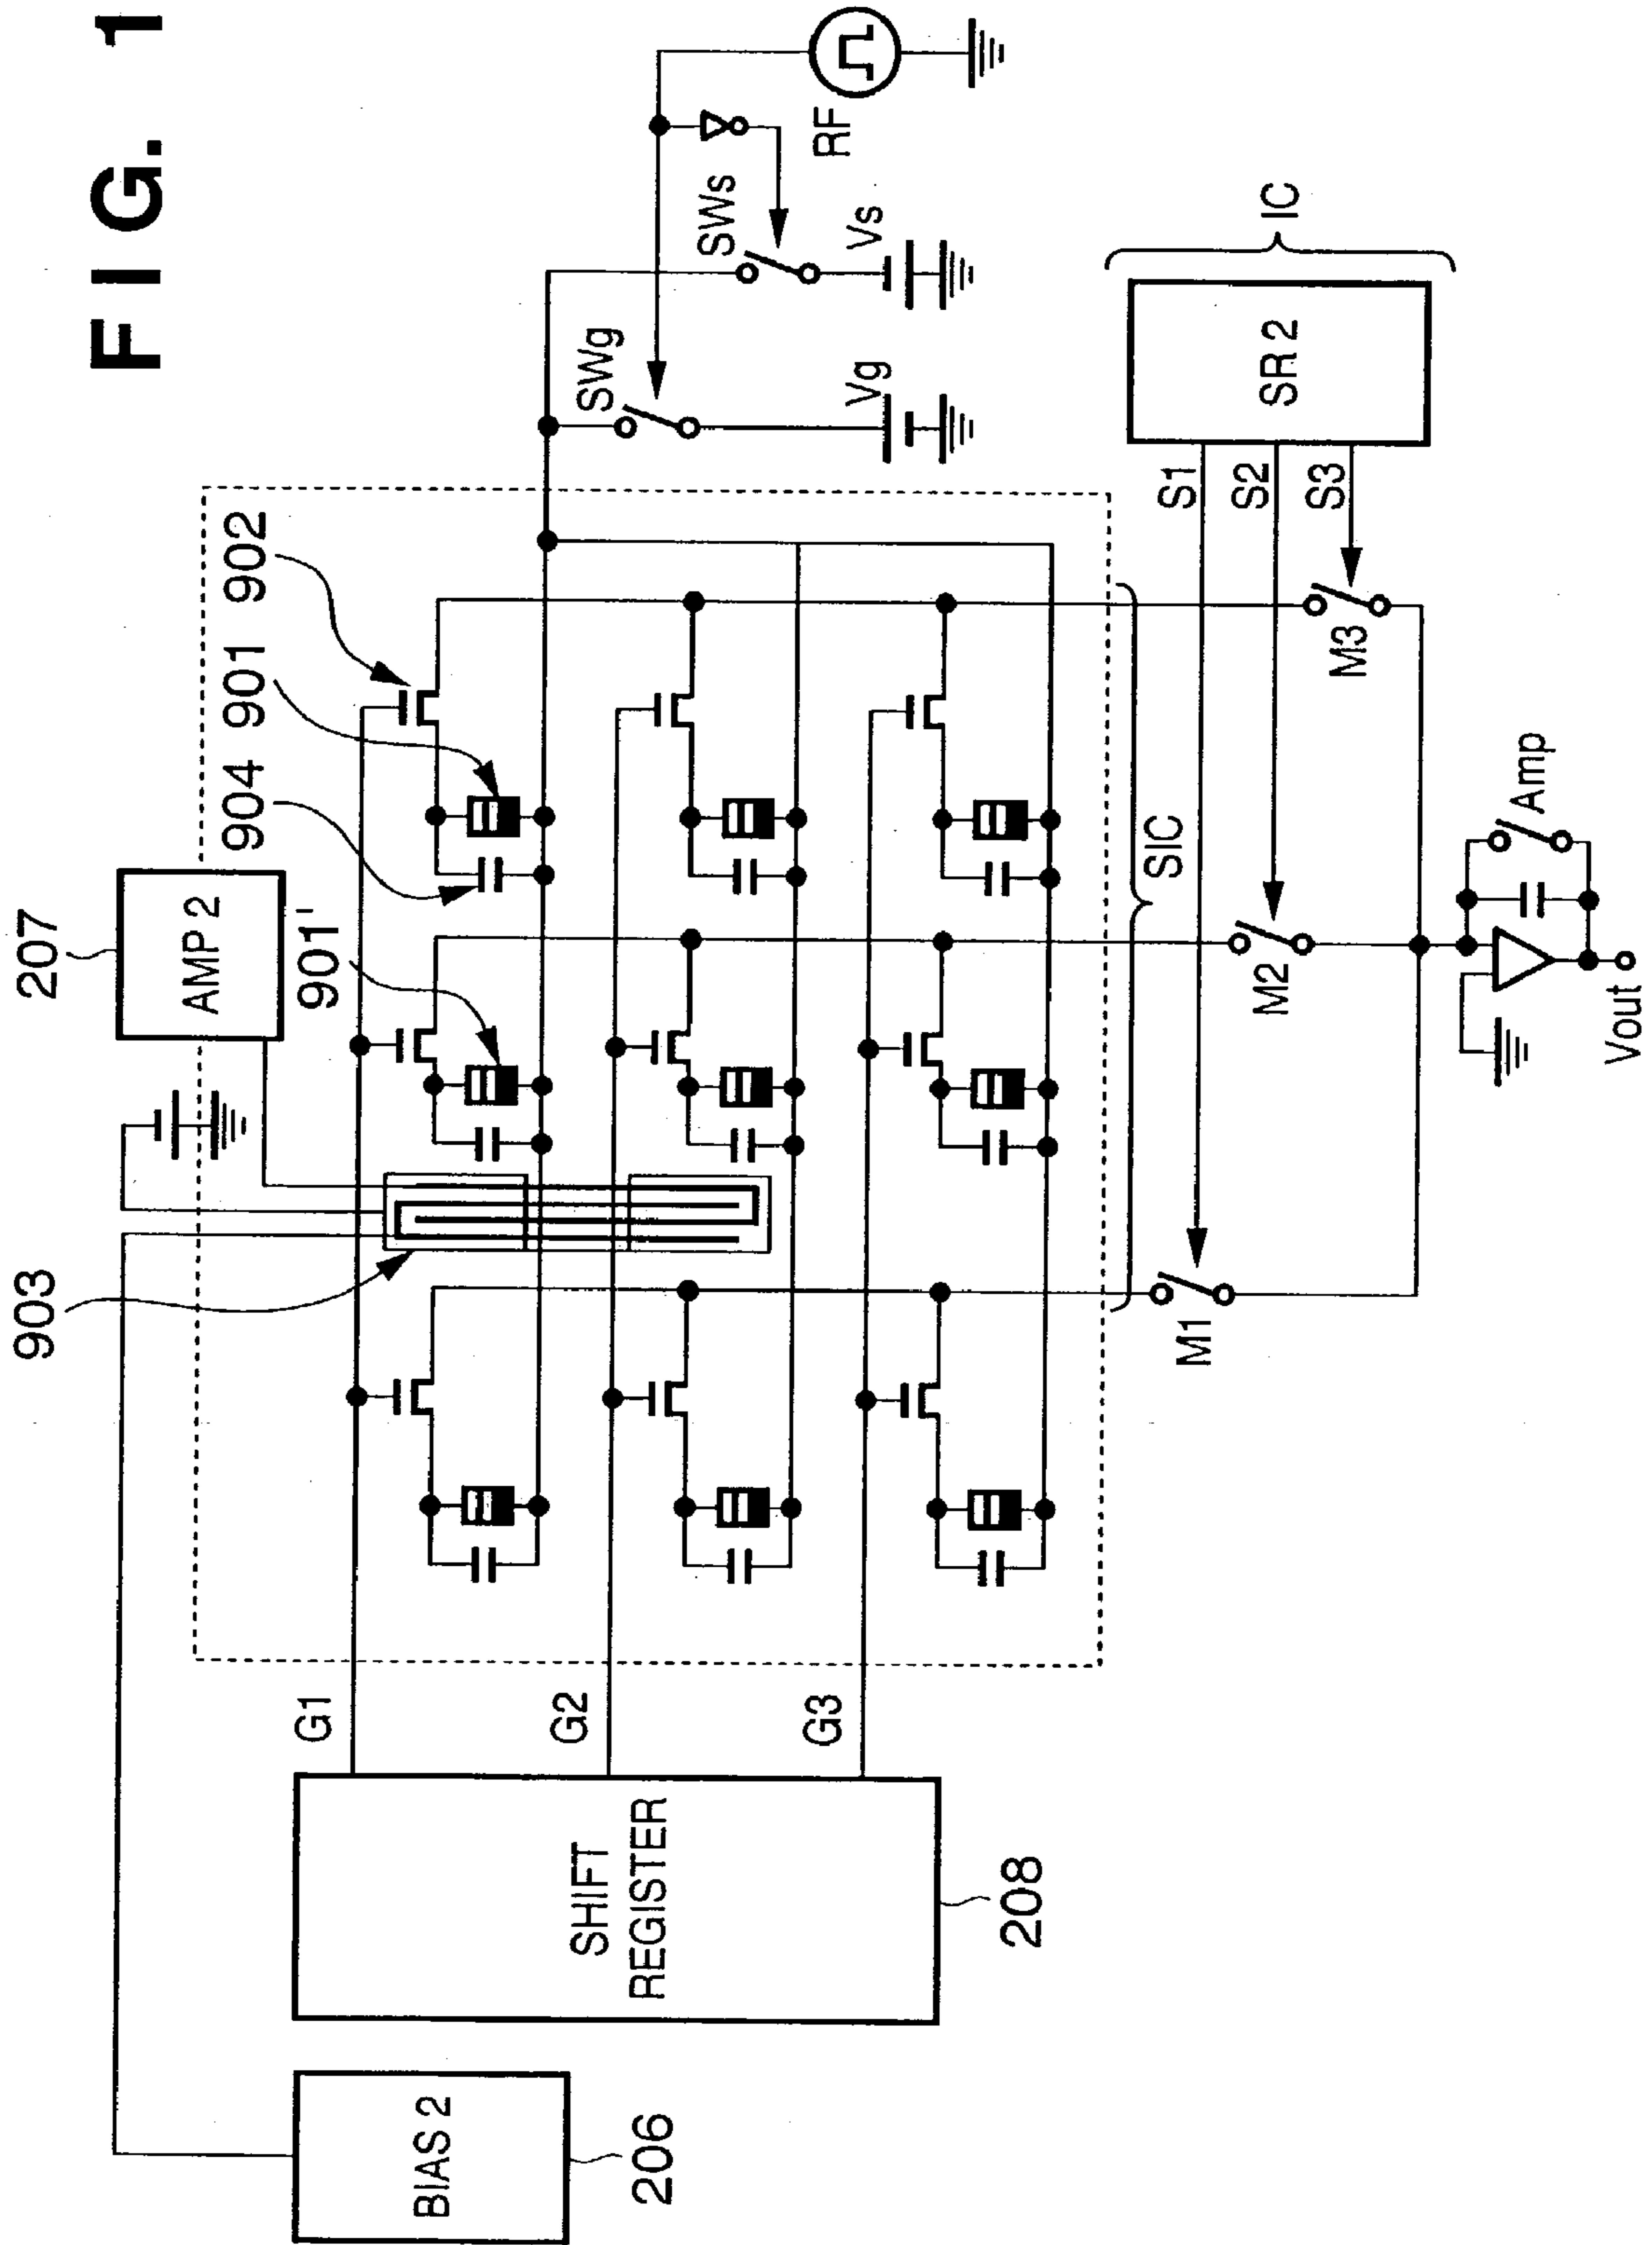 FIG. 1
207
AMP 2
903
901'
904
901
902
SWg
SWs
RF
Vg
Vs
G1
G2
G3
SHIFT
REGISTER
208
BIAS 2
206
SIC
S1
S2
S3
SR 2
IC
M1
M2
M3
Amp
Vout